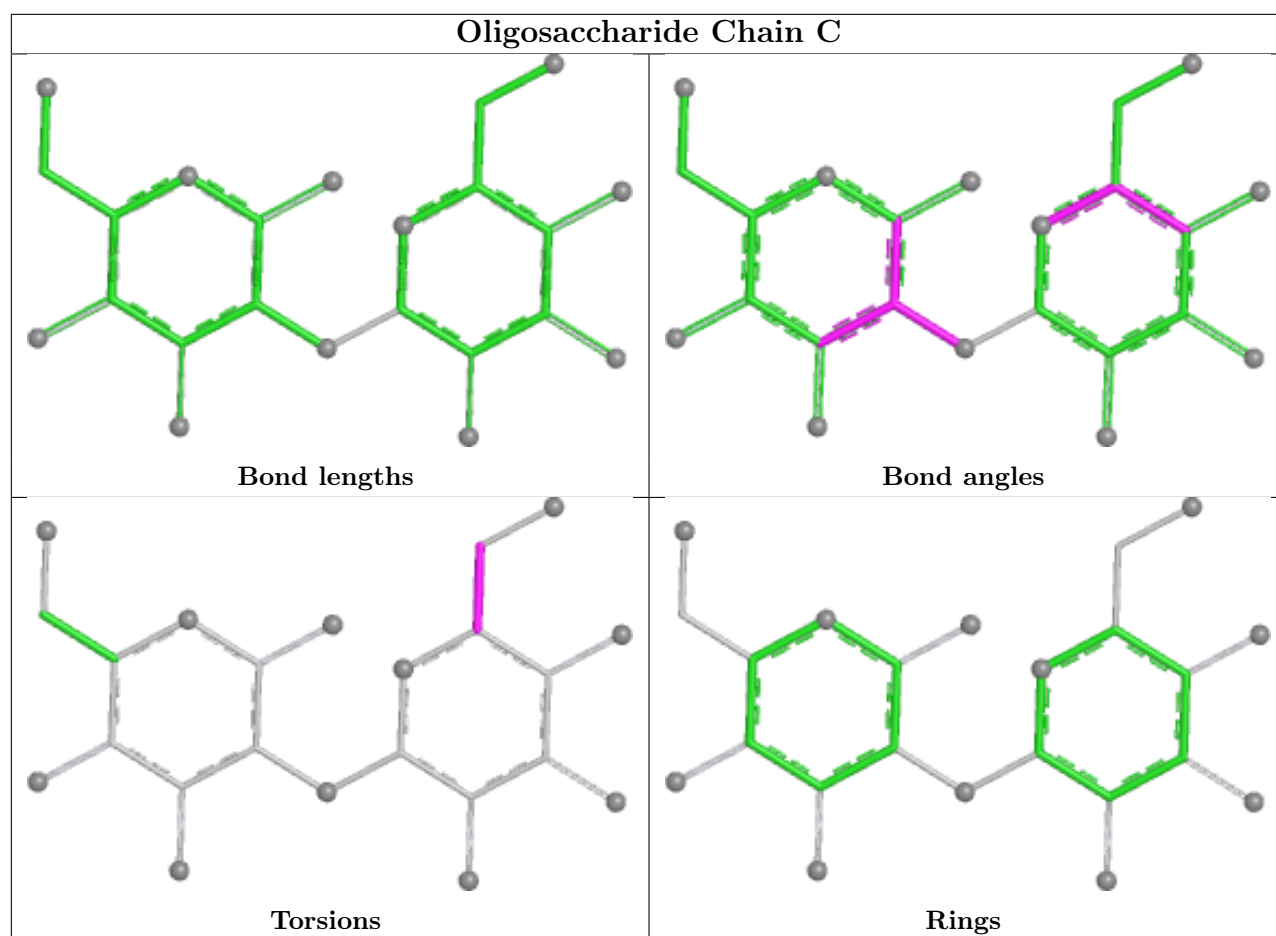 Oligosaccharide Chain C
Bond lengths
Bond angles
Torsions
Rings